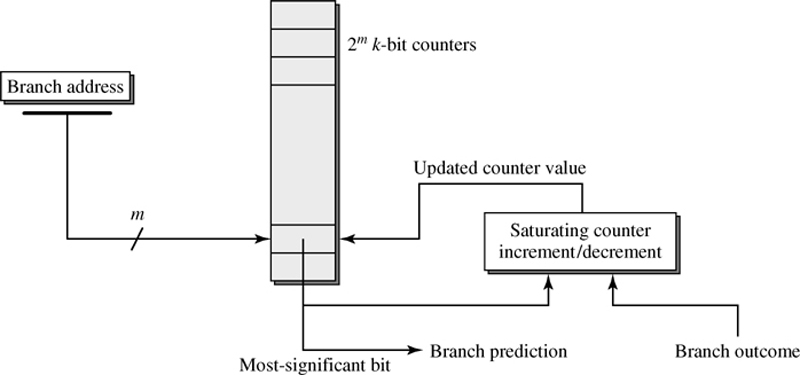 2^m k-bit counters
Branch address
Updated counter value
m
Saturating counter
increment/decrement
Branch prediction
Branch outcome
Most-significant bit